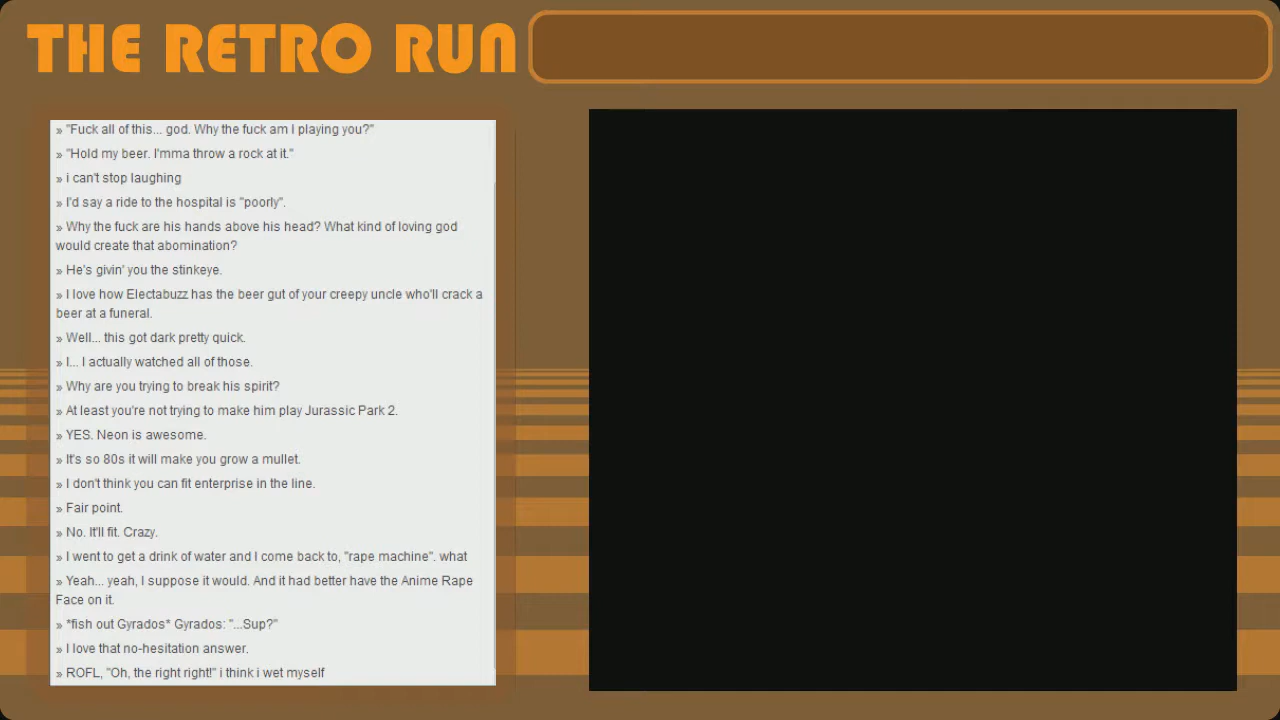 THE RETRO RUN
» "Fuck all of this... god. Why the fuck am I playing you?"
» "Hold my beer. I'mma throw a rock at it."
» i can't stop laughing
» I'd say a ride to the hospital is "poorly".
» Why the fuck are his hands above his head? What kind of loving god
would create that abomination?
» He's givin' you the stinkeye.
» I love how Electabuzz has the beer gut of your creepy uncle who'll crack a
beer at a funeral.
» Well... this got dark pretty quick.
» I... I actually watched all of those.
» Why are you trying to break his spirit?
» At least you're not trying to make him play Jurassic Park 2.
» YES. Neon is awesome.
» It's so 80s it will make you grow a mullet.
» I don't think you can fit enterprise in the line.
» Fair point.
» No. It'll fit. Crazy.
» I went to get a drink of water and I come back to, "rape machine". what
» Yeah... yeah, I suppose it would. And it had better have the Anime Rape
Face on it.
» *fish out Gyrados* Gyrados: "...Sup?"
» I love that no-hesitation answer.
» ROFL, "Oh, the right right!" i think i wet myself